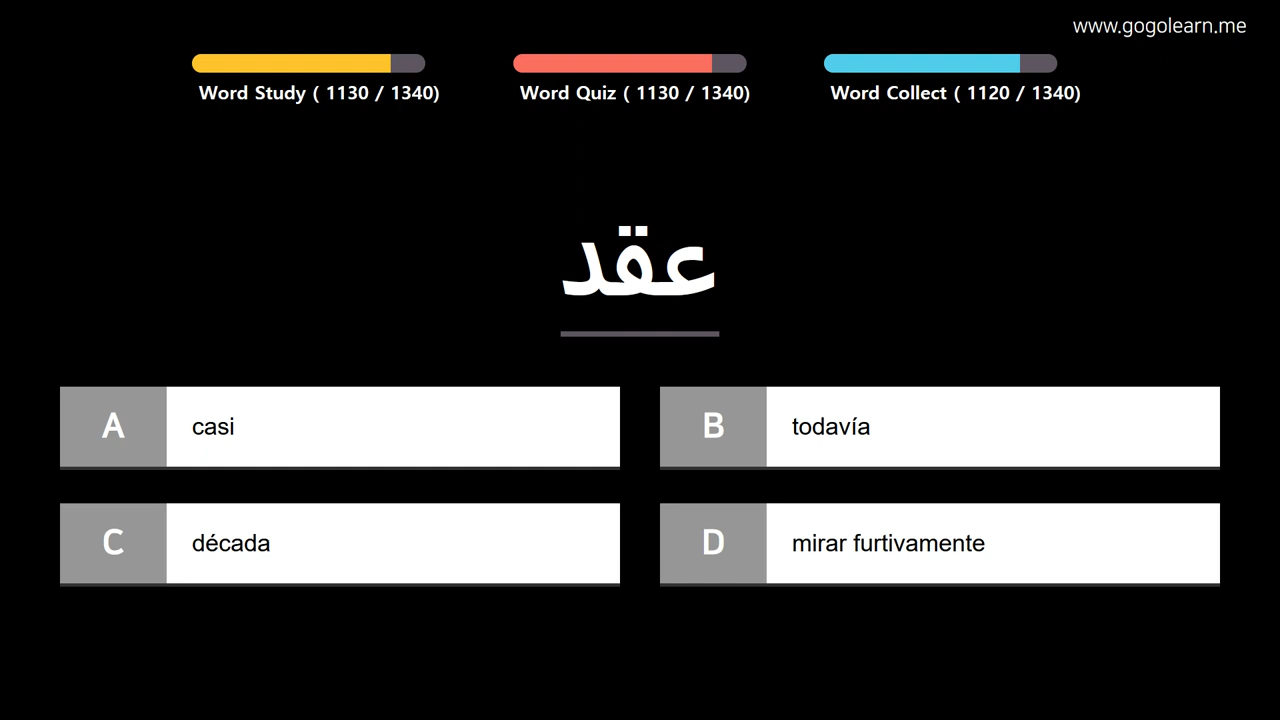 www.gogolearn.me
Word Study ( 1130 / 1340)
Word Quiz ( 1130 / 1340)
Word Collect ( 1120 / 1340)
عقد
A casi
B todavía
C década
D mirar furtivamente